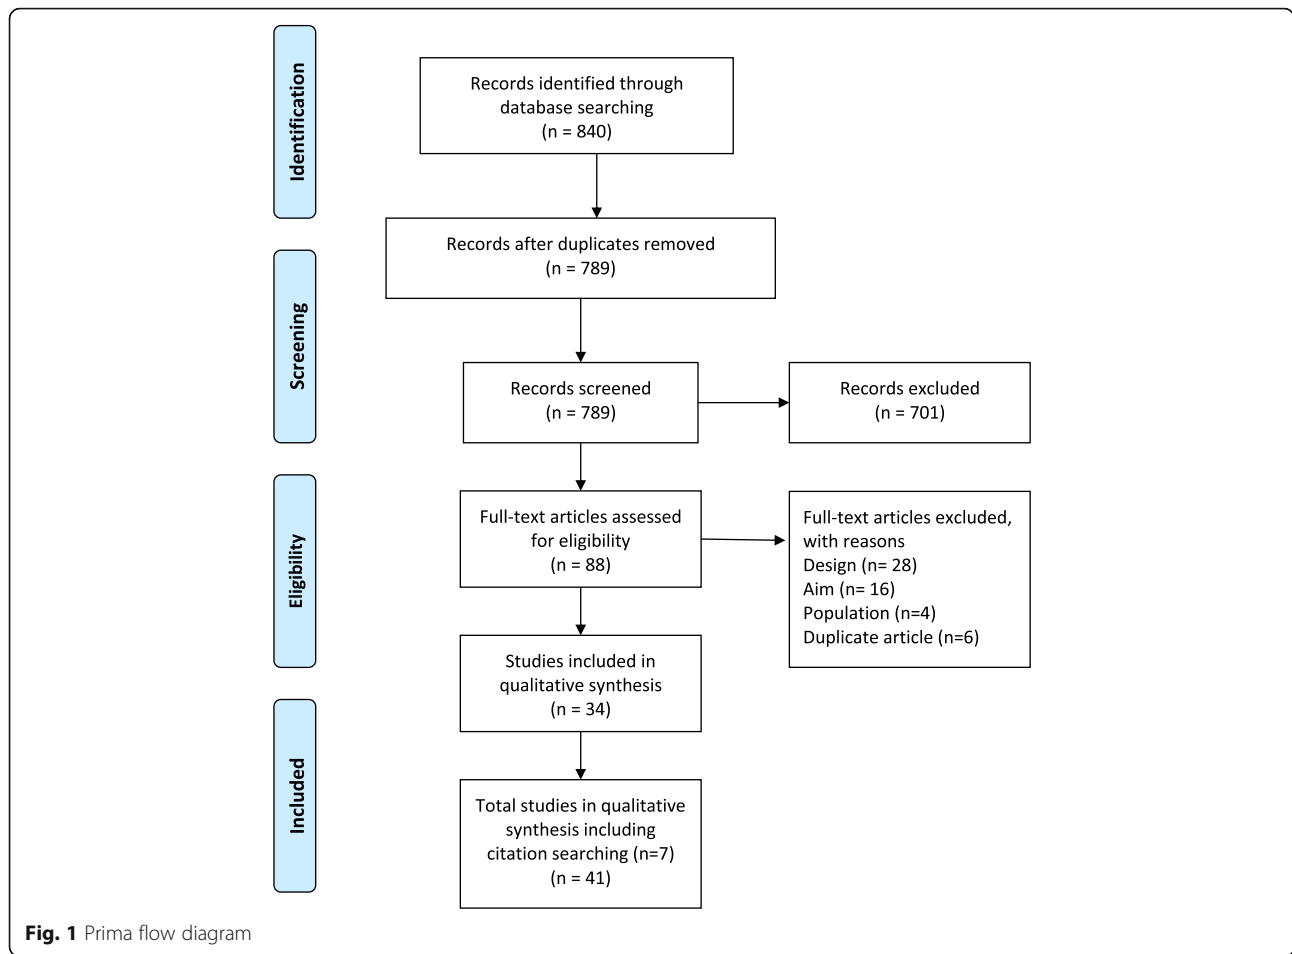 Identification
Records identified through
database searching
(n = 840)
Records after duplicates removed
(n = 789)
Screening
Records screened
(n = 789)
Records excluded
(n = 701)
Eligibility
Full-text articles assessed
for eligibility
(n = 88)
Full-text articles excluded,
with reasons
Design (n= 28)
Aim (n= 16)
Population (n=4)
Duplicate article (n=6)
Studies included in
qualitative synthesis
(n = 34)
Included
Total studies in qualitative
synthesis including
citation searching (n=7)
(n = 41)
Fig. 1 Prima flow diagram